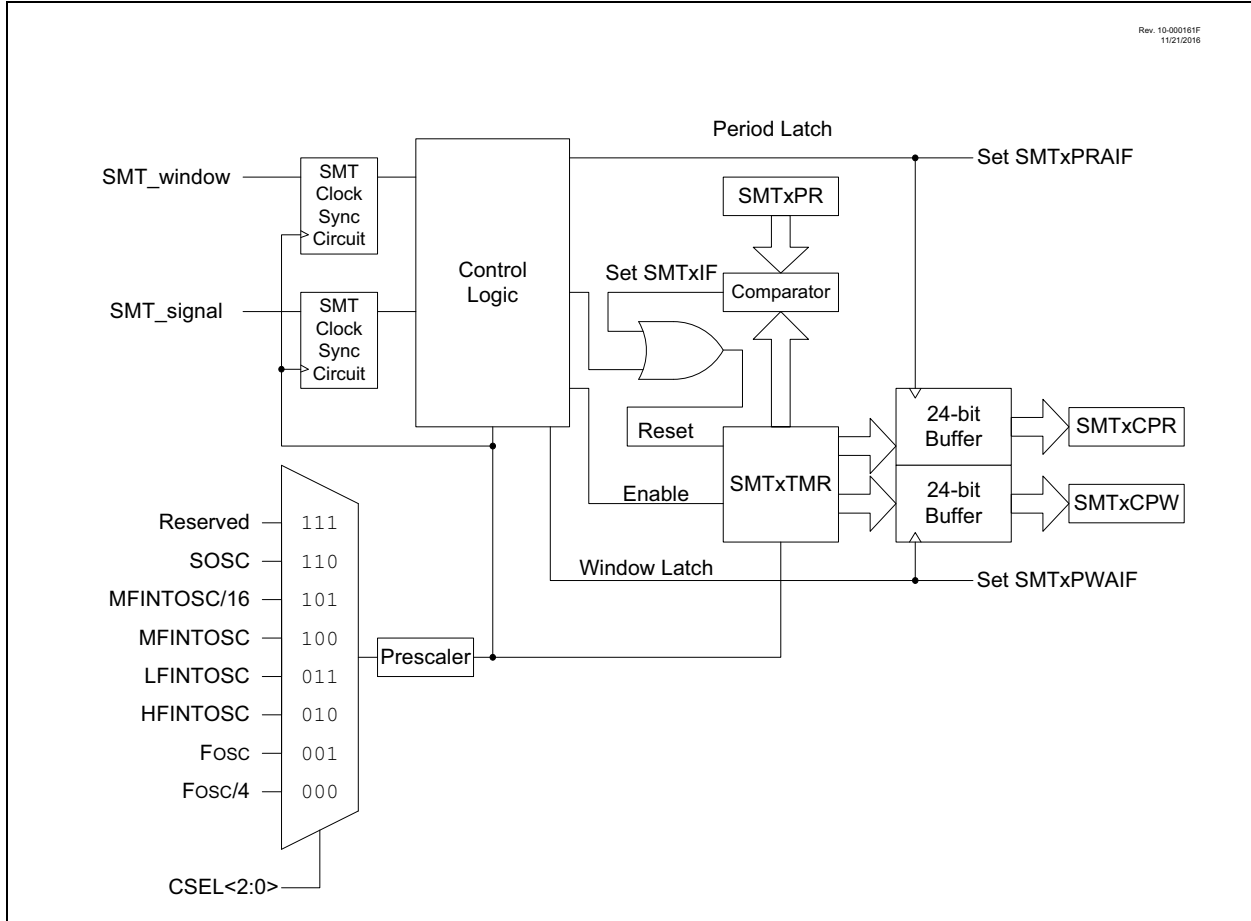 Rev. 10-000161F
11/21/2016
Period Latch
Set SMTxPRAIF
SMT_window
SMT
Clock
Sync
Circuit
SMTxPR
Control
Logic
Set SMTxIF
Comparator
SMT_signal
SMT
Clock
Sync
Circuit
24-bit
Buffer
SMTxCPR
Reset
SMTxTMR
Enable
24-bit
Buffer
SMTxCPW
Window Latch
Set SMTxPWAIF
Reserved 111
SOSC 110
MFINTOSC/16 101
MFINTOSC 100
Prescaler
LFINTOSC 011
HFINTOSC 010
FOSC 001
FOSC/4 000
CSEL<2:0>